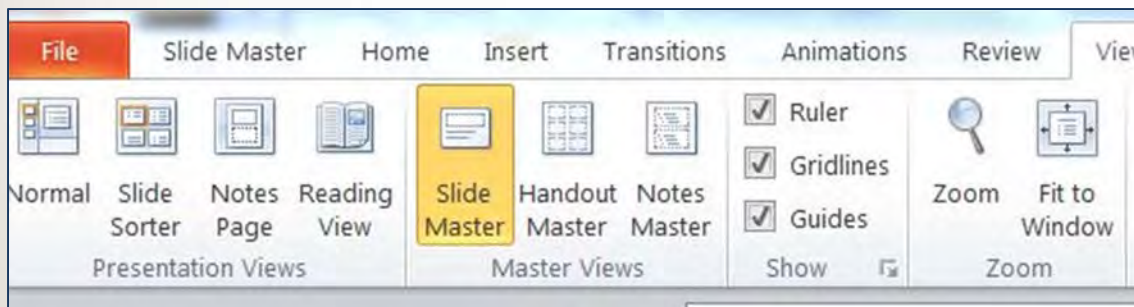 File Slide Master Home Insert Transitions Animations Review View
Normal Slide Sorter Notes Page Reading View
Presentation Views
Slide Master Handout Master Notes Master
Master Views
Ruler
Gridlines
Guides
Show
Zoom Fit to Window
Zoom